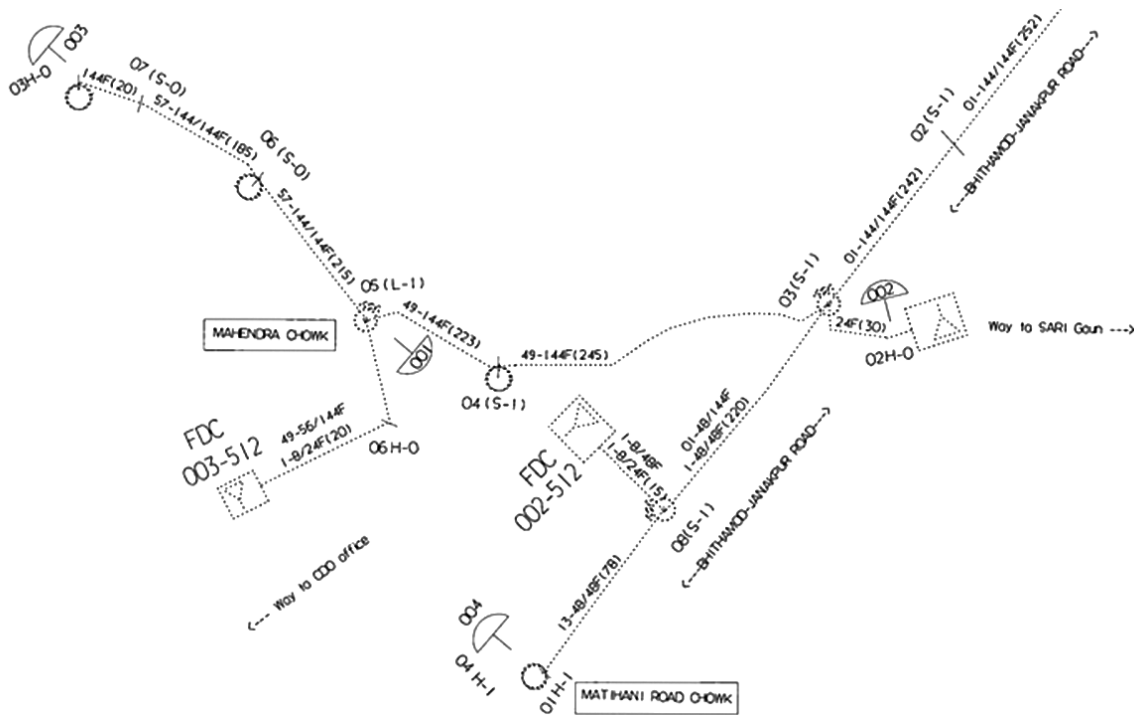 003
03H-0
144F(20)
07(S-0)
57-144/144F(185)
06(S-0)
57-144/144F(215)
05(L-1)
MAHENDRA CHOWK
49-144F(223)
001
04(S-1)
49-144F(245)
03(S-1)
01-144/144F(242)
02(S-1)
01-144/144F(252)
<---BHITHAMOD-JANAKPUR ROAD--->
002
24F(30)
02H-0
Way to SARI Goun --->
FDC
003-512
49-56/144F
1-8/24F(20)
06H-0
<--- Way to CDO office
FDC
002-512
1-8/48F
1-8/24F(15)
01-48/144F
1-48/48F(220)
<---BHITHAMOD-JANAKPUR ROAD--->
08(S-1)
13-48/48F(78)
004
04H-1
01H-1
MATIHANI ROAD CHOWK